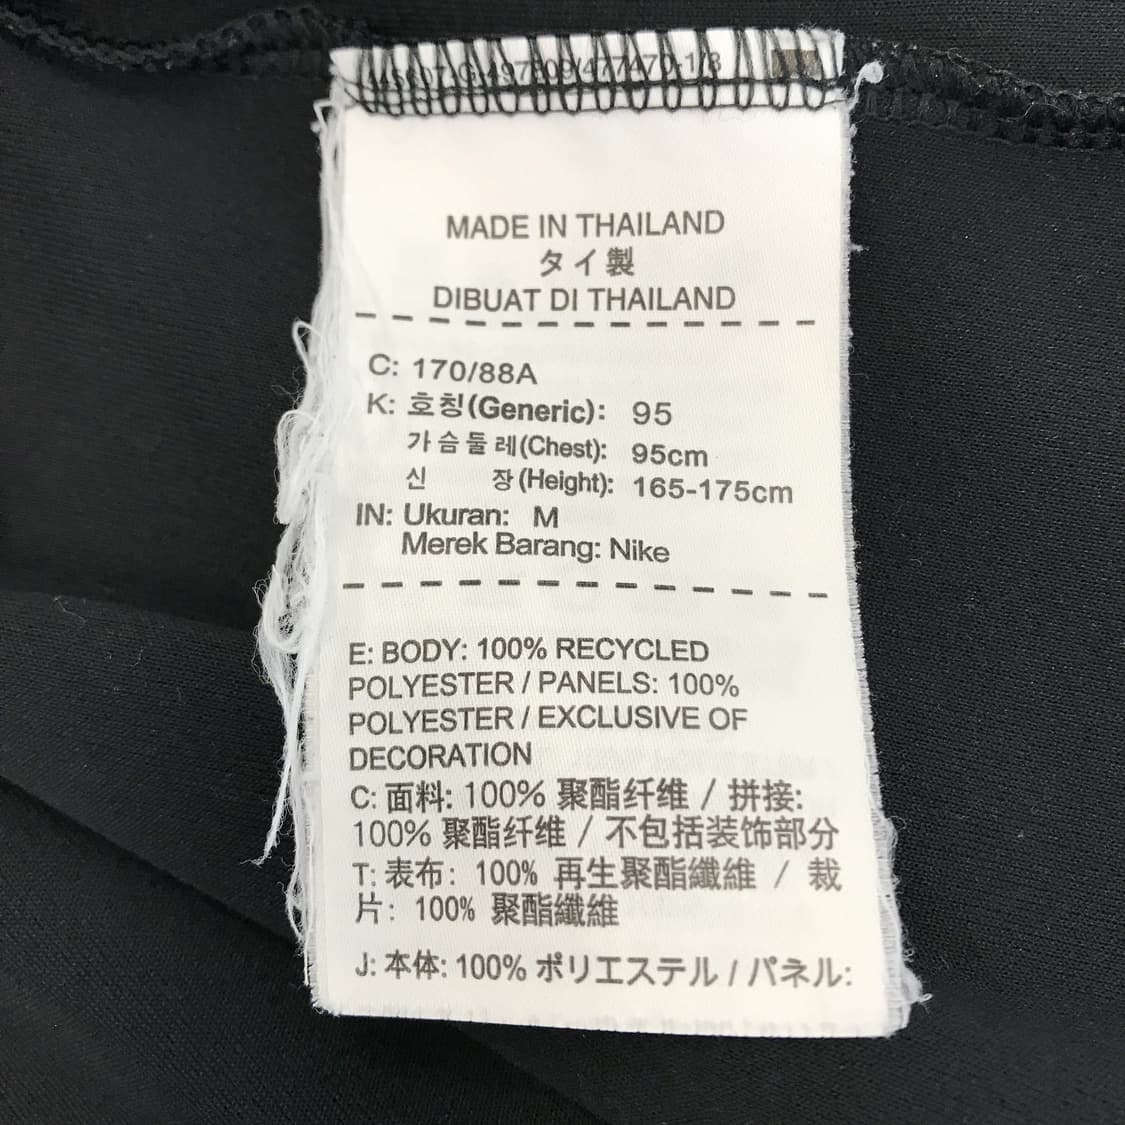 497809/477470-1/3
MADE IN THAILAND
タイ製
DIBUAT DI THAILAND
C: 170/88A
K: 호칭(Generic): 95
가슴둘레(Chest): 95cm
신 장(Height): 165-175cm
IN: Ukuran: M
Merek Barang: Nike
E: BODY: 100% RECYCLED
POLYESTER / PANELS: 100%
POLYESTER / EXCLUSIVE OF
DECORATION
C: 面料: 100% 聚酯纤维 / 拼接:
100% 聚酯纤维 / 不包括装饰部分
T: 表布: 100% 再生聚酯纖維 / 裁
片: 100% 聚酯纖維
J: 本体: 100% ポリエステル / パネル: